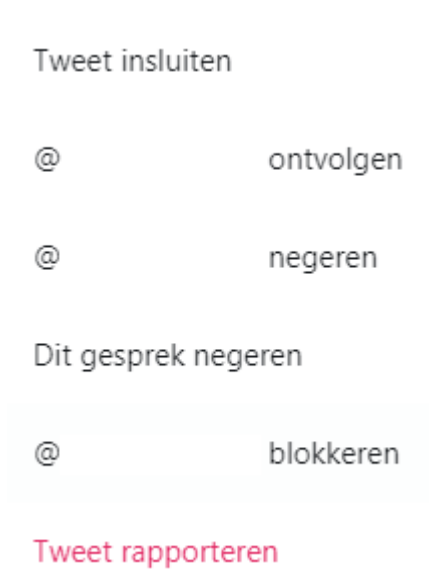 Tweet insluiten
@ ontvolgen
@ negeren
Dit gesprek negeren
@ blokkeren
Tweet rapporteren